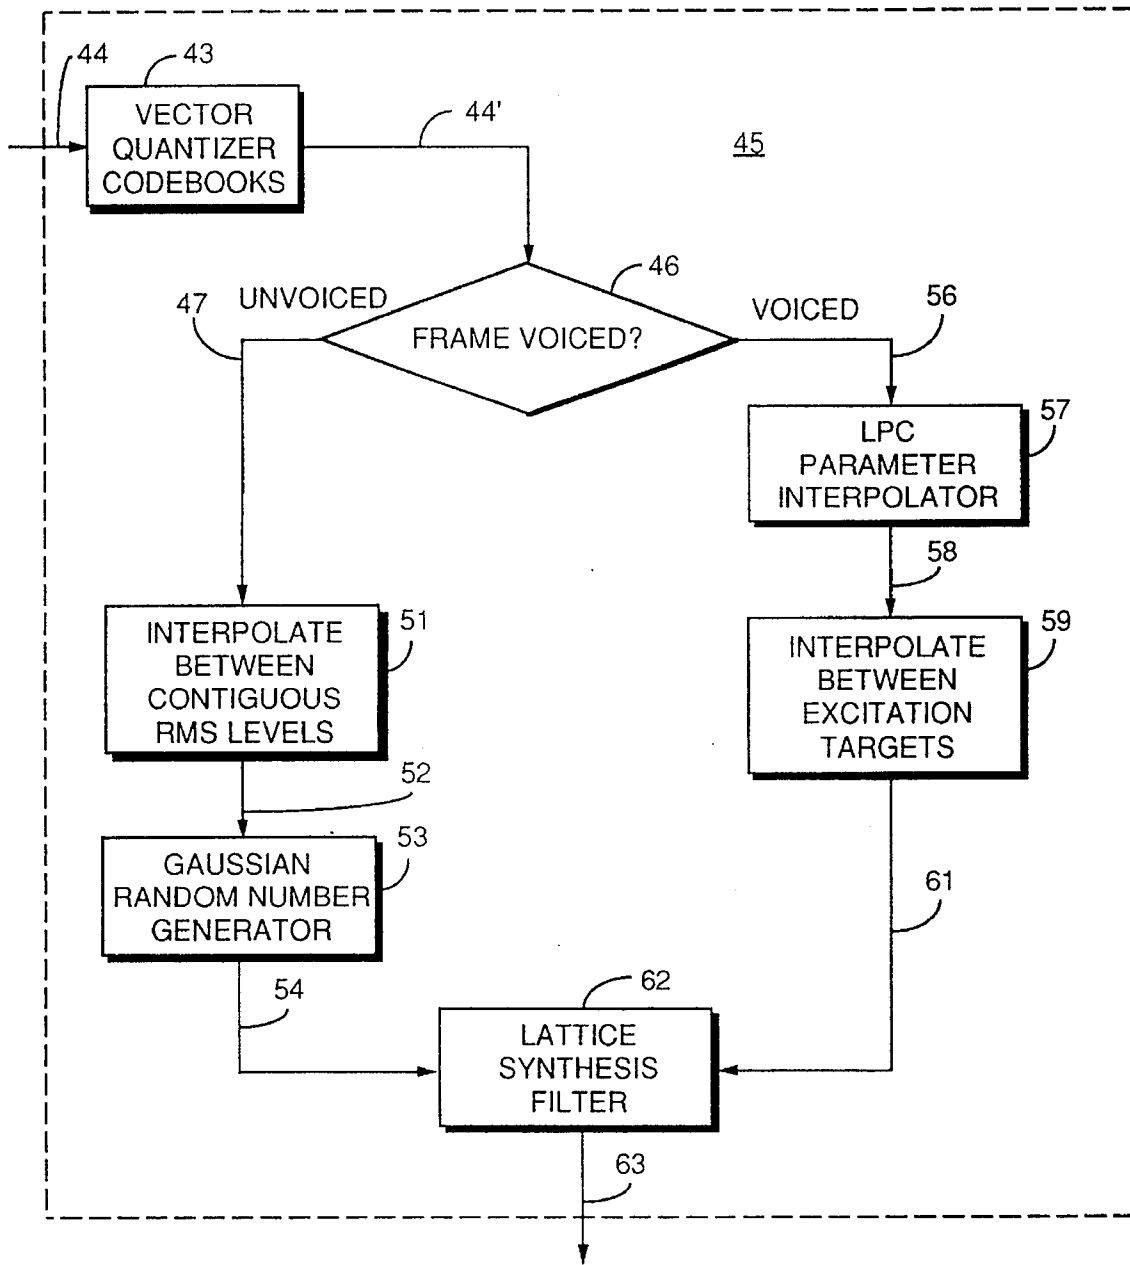 44
43
VECTOR
QUANTIZER
CODEBOOKS
44'
45
46
FRAME VOICED?
47
UNVOICED
VOICED
56
LPC
PARAMETER
INTERPOLATOR
57
58
INTERPOLATE
BETWEEN
CONTIGUOUS
RMS LEVELS
51
INTERPOLATE
BETWEEN
EXCITATION
TARGETS
59
52
GAUSSIAN
RANDOM NUMBER
GENERATOR
53
61
54
62
LATTICE
SYNTHESIS
FILTER
63